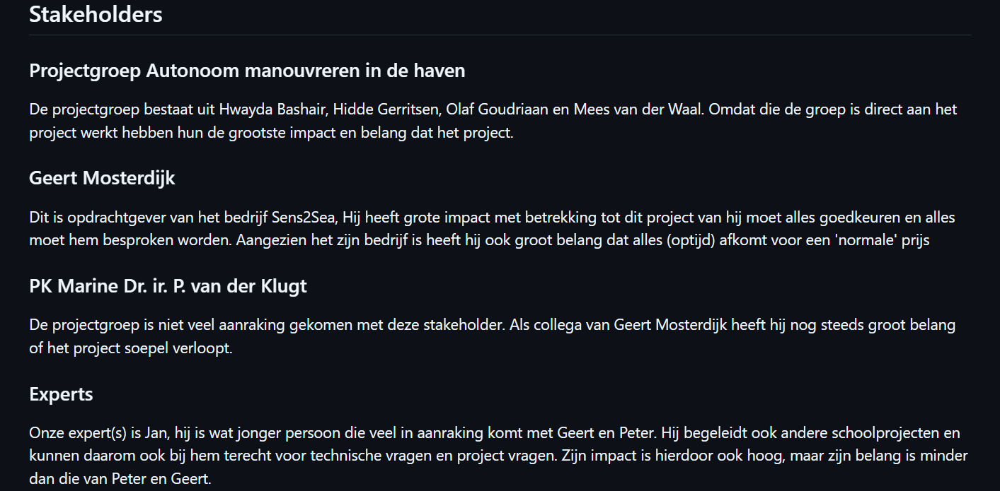 Stakeholders
Projectgroep Autonoom manouvreren in de haven
De projectgroep bestaat uit Hwayda Bashair, Hidde Gerritsen, Olaf Goudriaan en Mees van der Waal. Omdat die de groep is direct aan het
project werkt hebben hun de grootste impact en belang dat het project.
Geert Mosterdijk
Dit is opdrachtgever van het bedrijf Sens2Sea, Hij heeft grote impact met betrekking tot dit project van hij moet alles goedkeuren en alles
moet hem besproken worden. Aangezien het zijn bedrijf is heeft hij ook groot belang dat alles (optijd) afkomt voor een 'normale' prijs
PK Marine Dr. ir. P. van der Klugt
De projectgroep is niet veel aanraking gekomen met deze stakeholder. Als collega van Geert Mosterdijk heeft hij nog steeds groot belang
of het project soepel verloopt.
Experts
Onze expert(s) is Jan, hij is wat jonger persoon die veel in aanraking komt met Geert en Peter. Hij begeleidt ook andere schoolprojecten en
kunnen daarom ook bij hem terecht voor technische vragen en project vragen. Zijn impact is hierdoor ook hoog, maar zijn belang is minder
dan die van Peter en Geert.